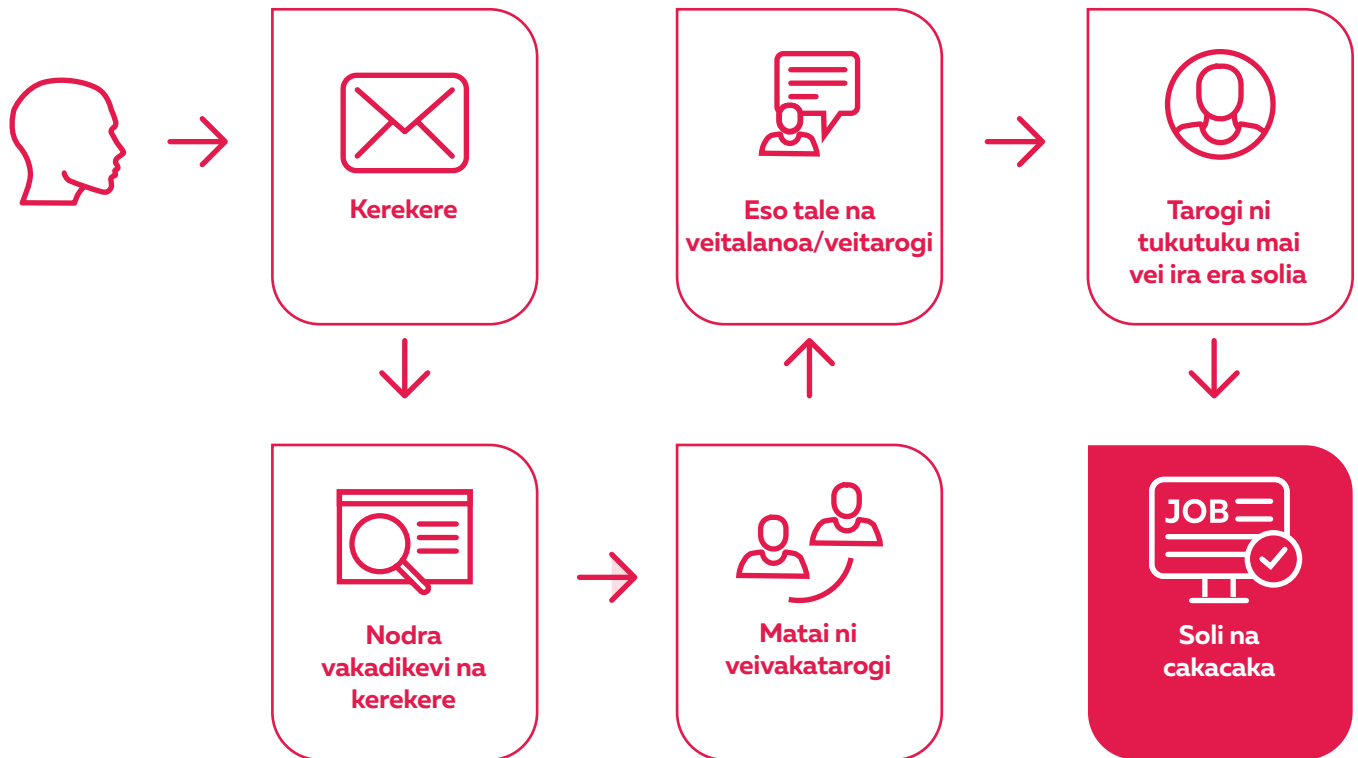 Kerekere
Nodra
vakadikevi na
kerekere
Matai ni
veivakatarogi
Eso tale na
veitalanoa/veitarogi
Tarogi ni
tukutuku mai
vei ira era solia
JOB
Soli na
cakacaka